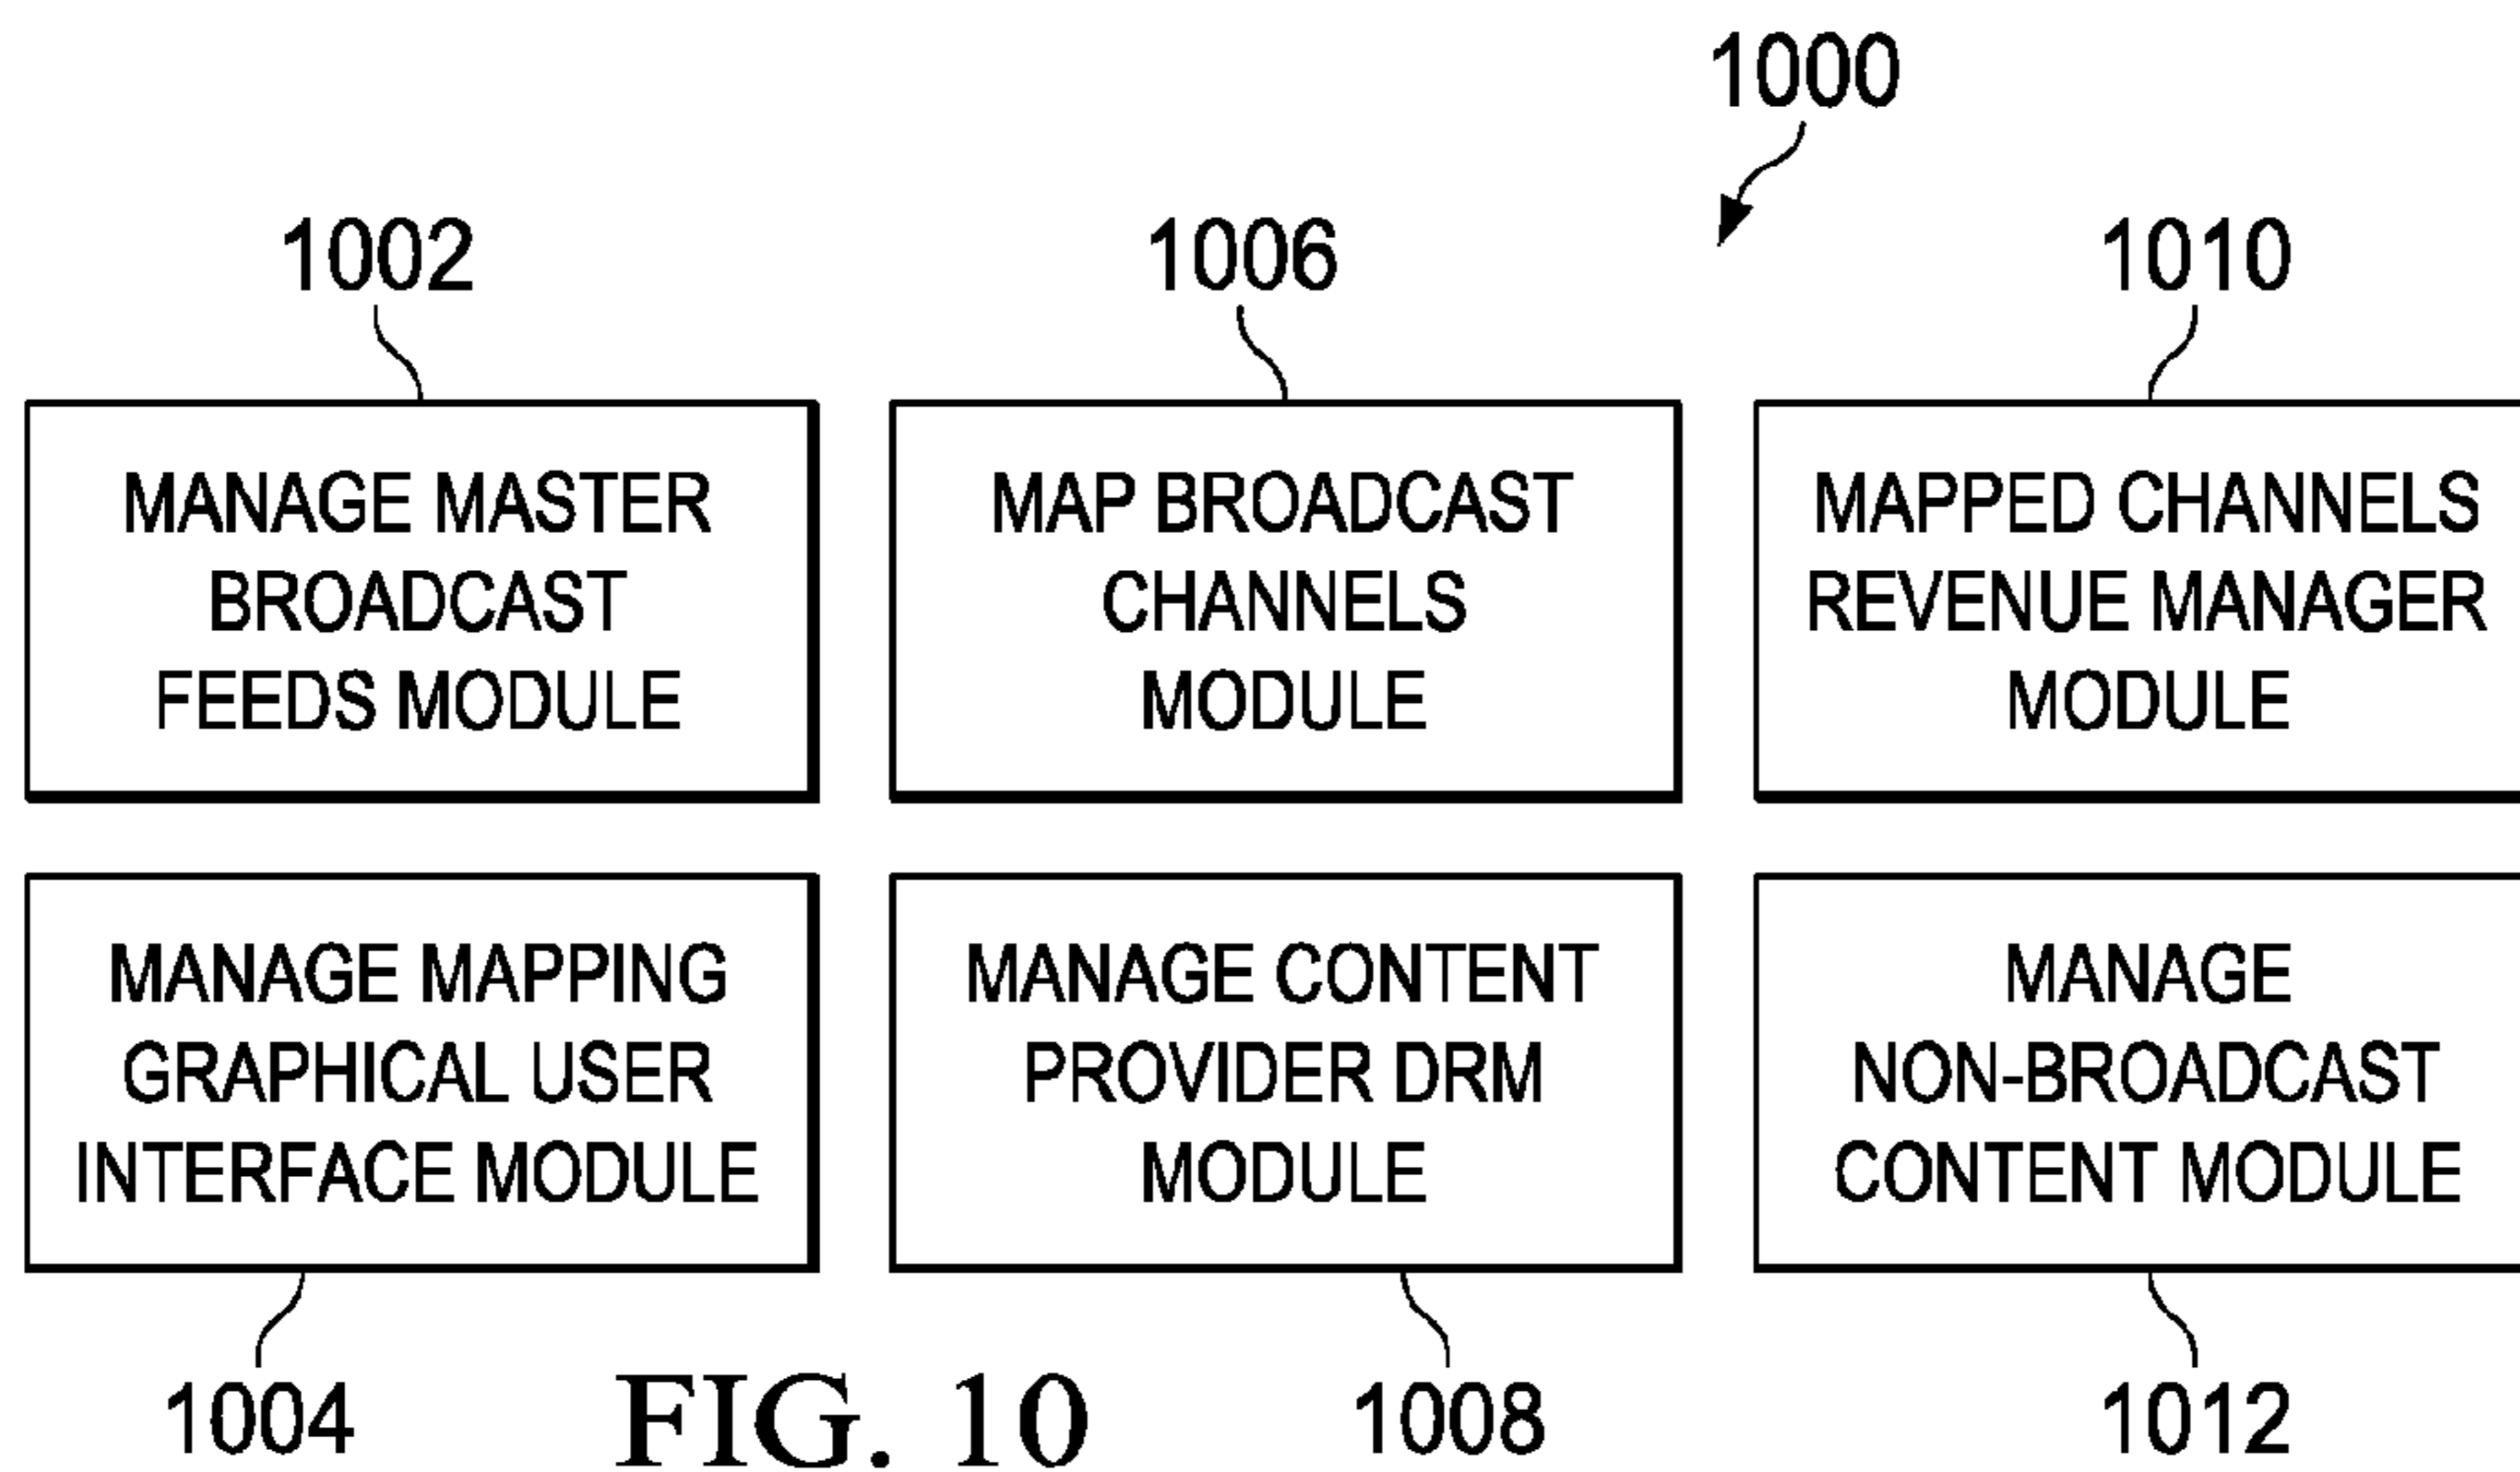 1000
1002
MANAGE MASTER
BROADCAST
FEEDS MODULE
1006
MAP BROADCAST
CHANNELS
MODULE
1010
MAPPED CHANNELS
REVENUE MANAGER
MODULE
MANAGE MAPPING
GRAPHICAL USER
INTERFACE MODULE
1004
MANAGE CONTENT
PROVIDER DRM
MODULE
1008
MANAGE
NON-BROADCAST
CONTENT MODULE
1012
FIG. 10